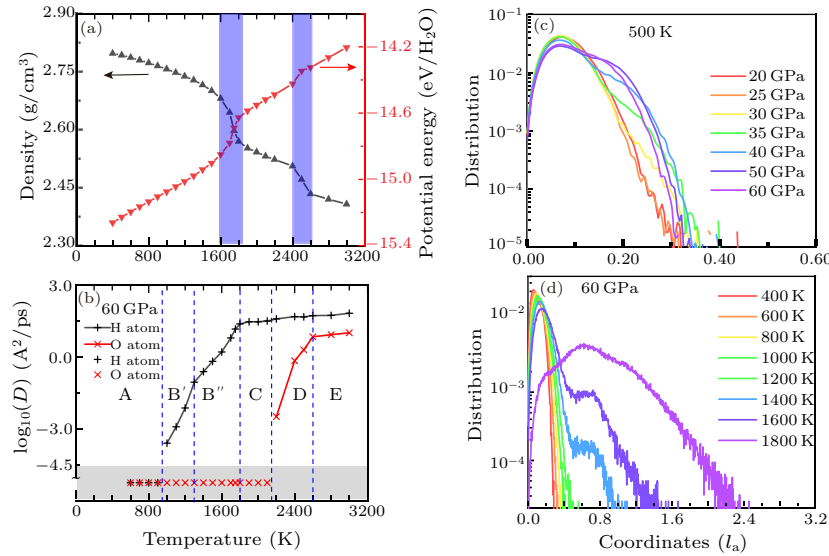 (a)
Density (g/cm3)
2.90
2.75
2.60
2.45
2.30
0 800 1600 2400 3200
-14.2
-14.6
-15.0
-15.4
Potential energy (eV/H2O)
(b) 60 GPa
H atom
O atom
H atom
O atom
A B′ B″ C D E
log10(D) (A2/ps)
3.0
0.0
-3.0
-4.5
0 800 1600 2400 3200
Temperature (K)
(c) 500 K
20 GPa
25 GPa
30 GPa
35 GPa
40 GPa
50 GPa
60 GPa
Distribution
10-1
10-2
10-3
10-4
10-5
0.00 0.20 0.40 0.60
(d) 60 GPa
400 K
600 K
800 K
1000 K
1200 K
1400 K
1600 K
1800 K
Distribution
10-2
10-3
10-4
0.0 0.8 1.6 2.4 3.2
Coordinates (la)